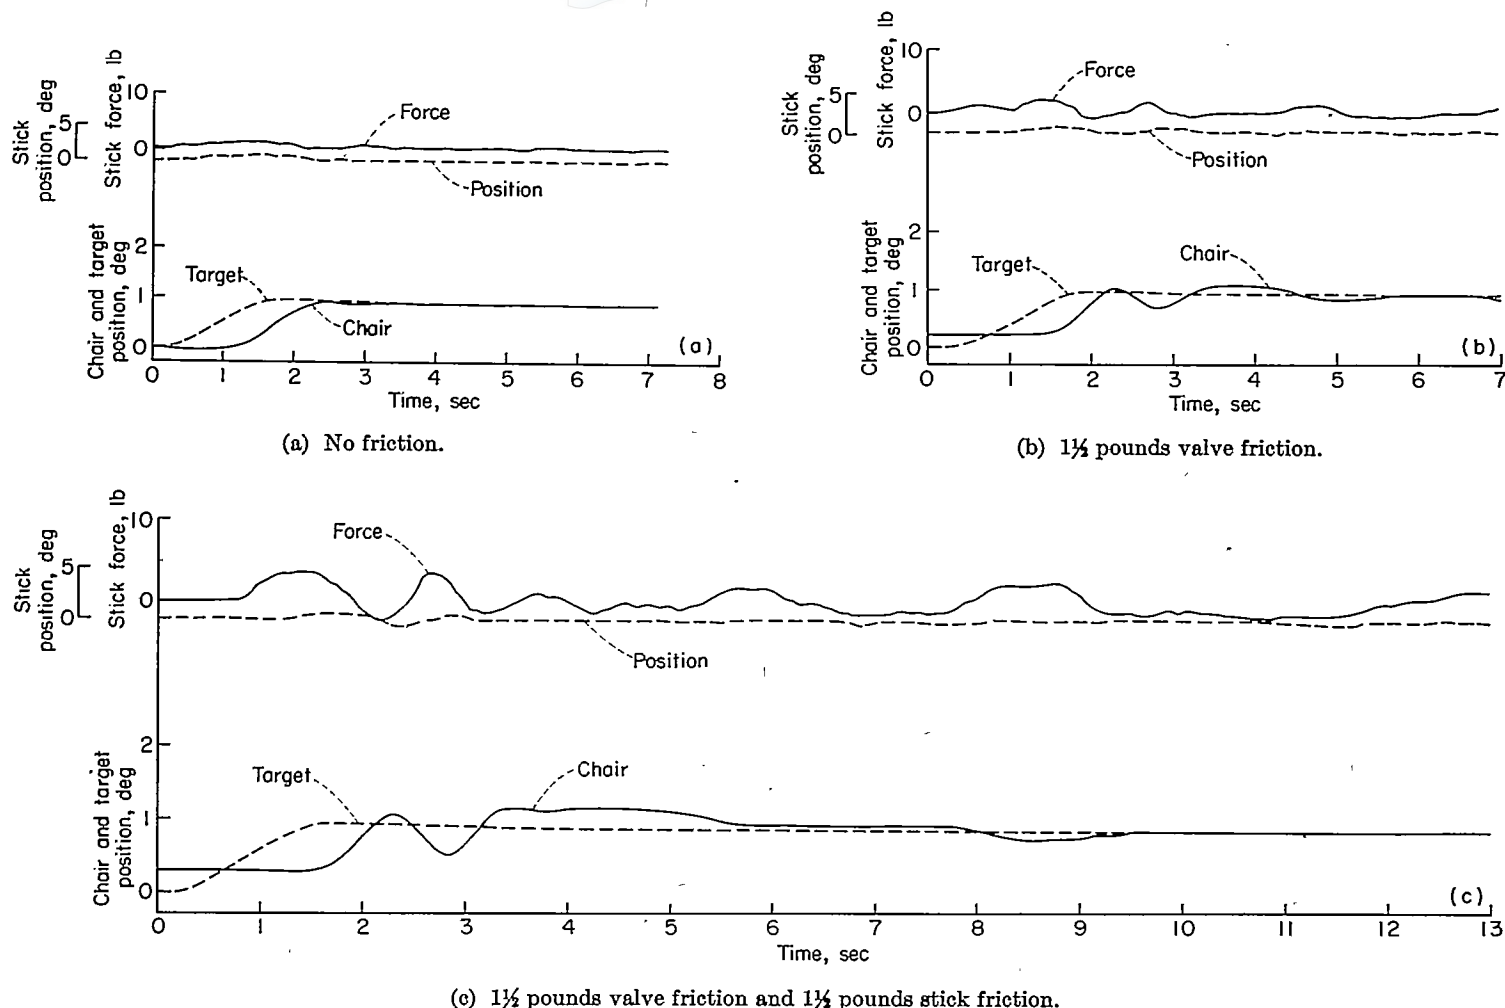 Stick position, deg
5
0
Stick force, lb
10
0
Force
Position
Chair and target position, deg
2
1
0
Target
Chair
(a)
0 1 2 3 4 5 6 7 8
Time, sec
(a) No friction.
Stick position, deg
5
0
Stick force, lb
10
0
Force
Position
Chair and target position, deg
2
1
0
Target
Chair
(b)
0 1 2 3 4 5 6 7
Time, sec
(b) 1½ pounds valve friction.
Stick position, deg
5
0
Stick force, lb
10
0
Force
Position
Chair and target position, deg
2
1
0
Target
Chair
(c)
0 1 2 3 4 5 6 7 8 9 10 11 12 13
Time, sec
(c) 1½ pounds valve friction and 1½ pounds stick friction.